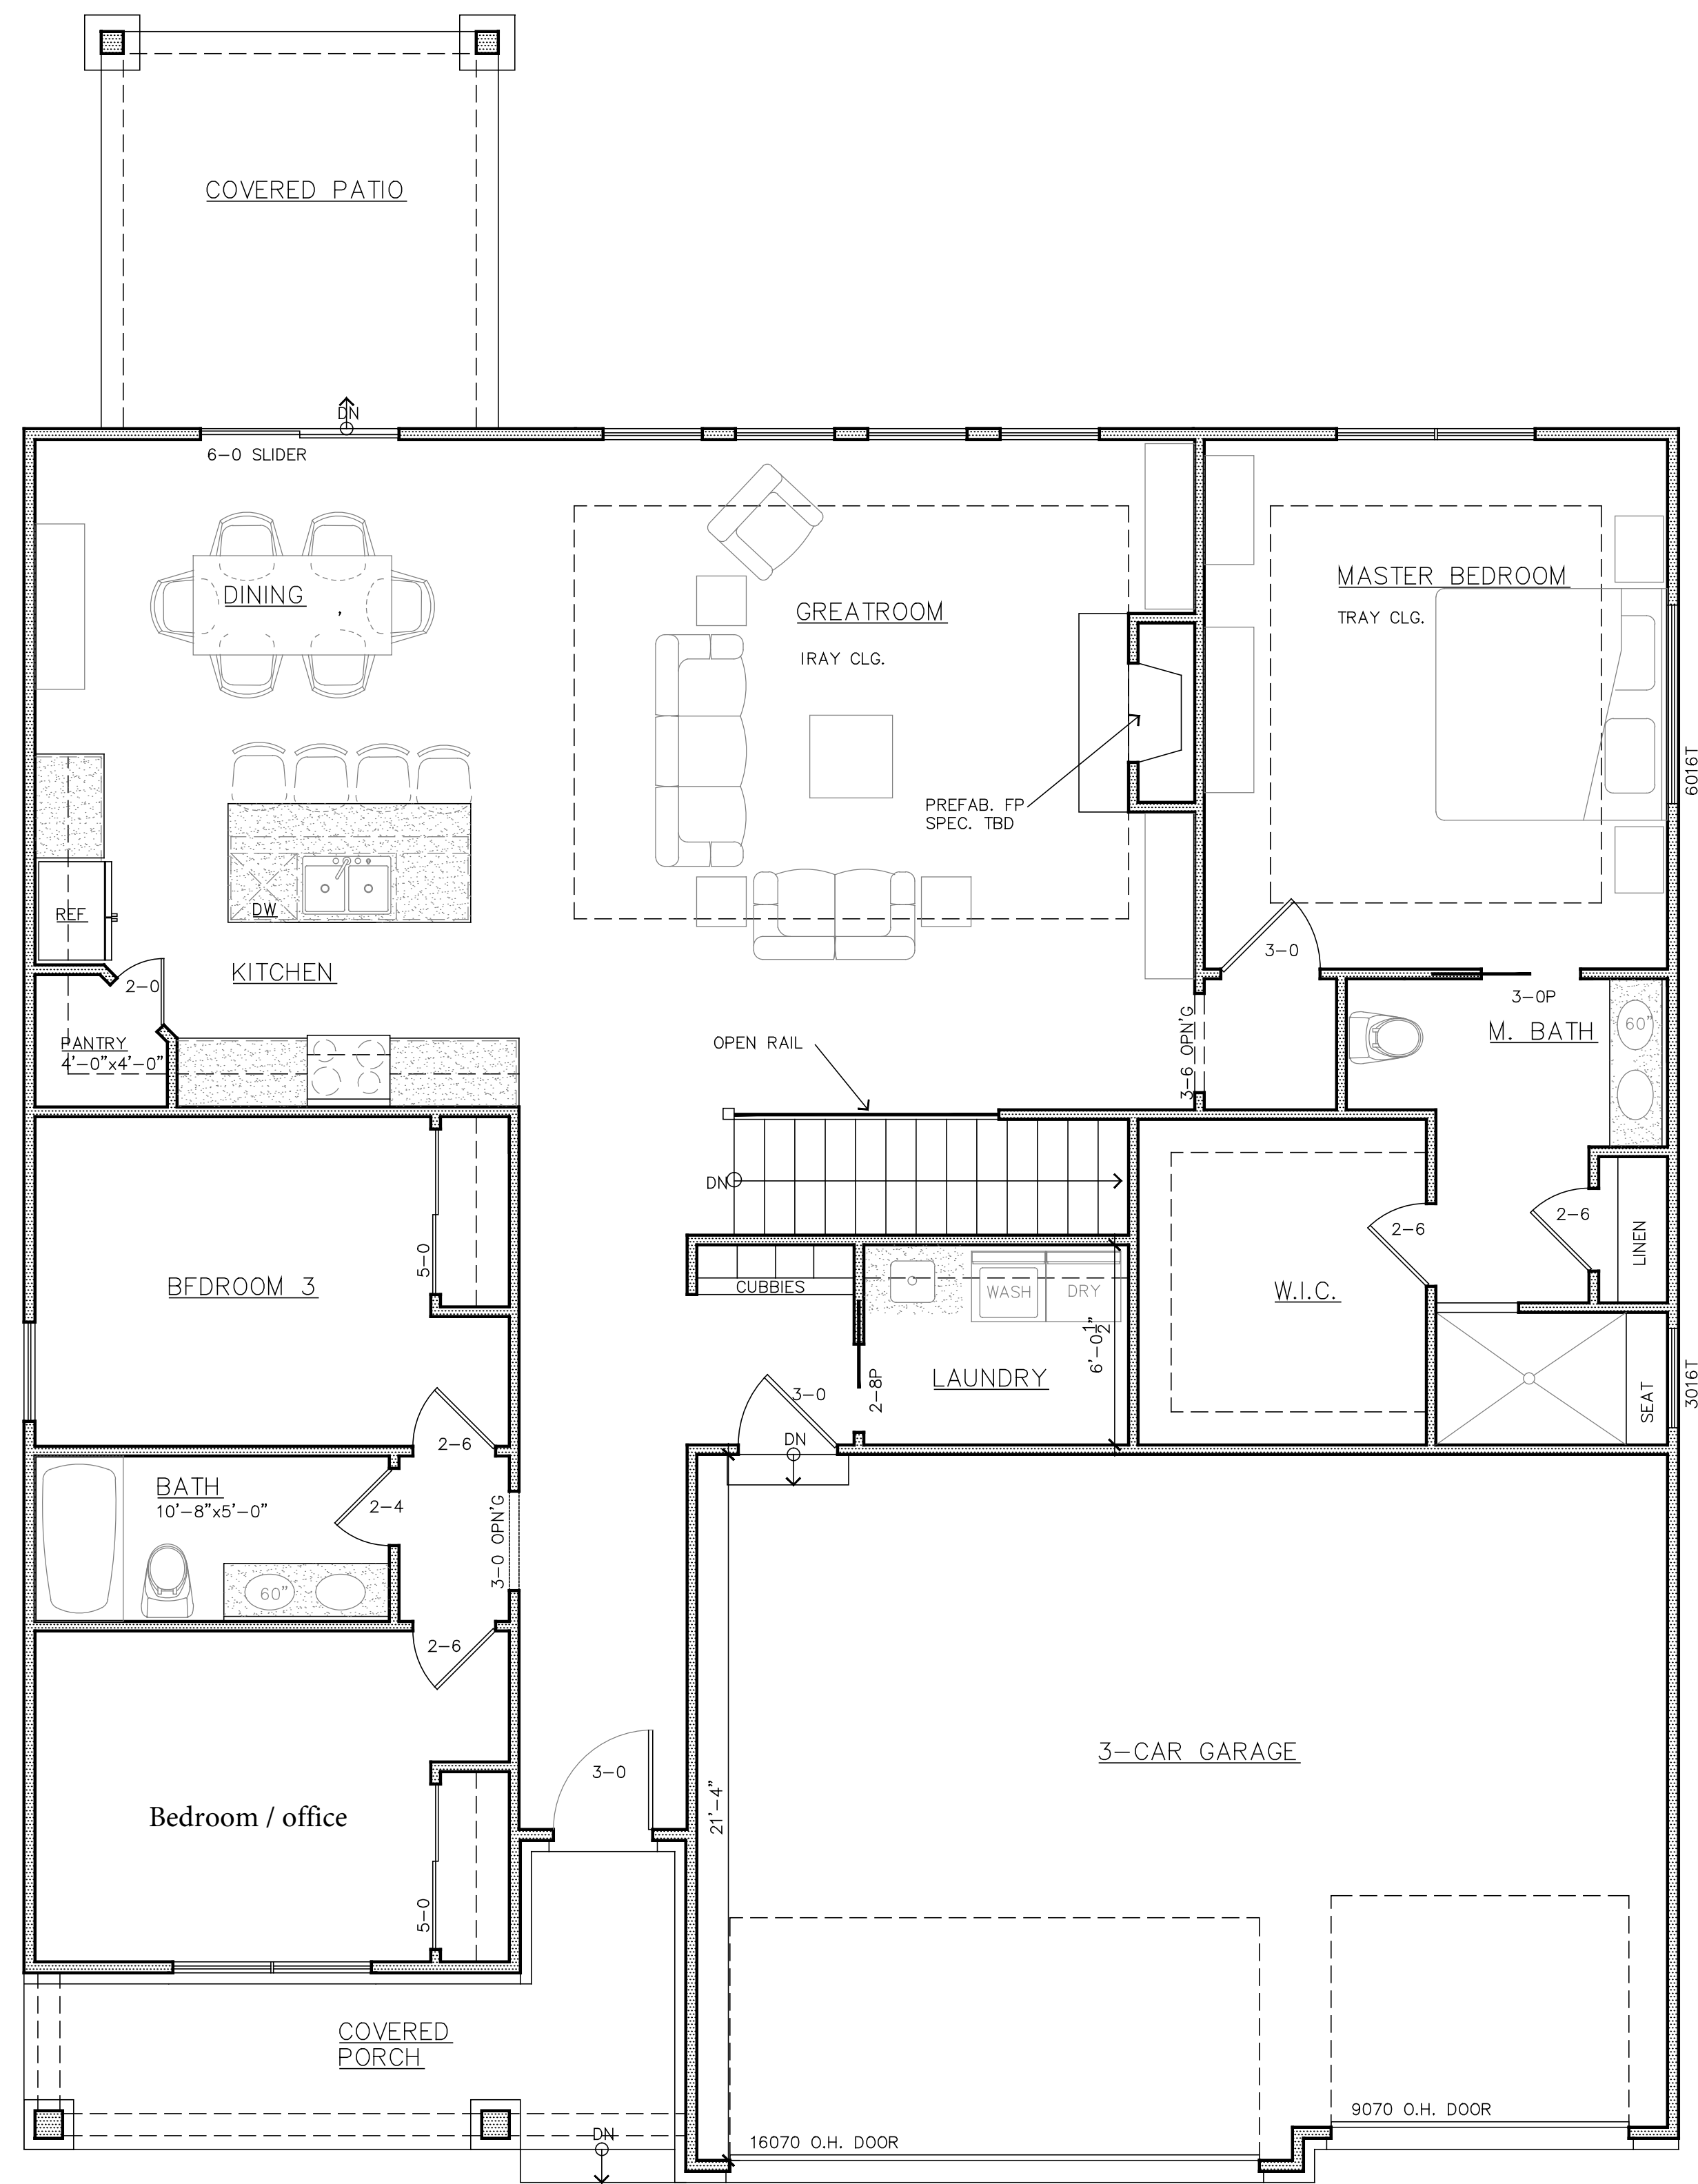 COVERED PATIO
DN
6-0 SLIDER
DINING
,
GREATROOM
IRAY CLG.
MASTER BEDROOM
TRAY CLG.
6016T
PREFAB. FP
SPEC. TBD
REF
DW
KITCHEN
2-0
3-0
3-0P
PANTRY
4'-0"x4'-0"
OPEN RAIL
3-6 OPN'G
M. BATH
60"
DN
2-6
2-6
LINEN
BFDROOM 3
5-0
CUBBIES
WASH
DRY
W.I.C.
6'-0 1"
2
LAUNDRY
3-0
2-8P
SEAT
3016T
2-6
DN
BATH
10'-8"x5'-0"
2-4
3-0 OPN'G
60"
2-6
3-CAR GARAGE
3-0
21'-4"
Bedroom / office
5-0
COVERED
PORCH
DN
9070 O.H. DOOR
16070 O.H. DOOR